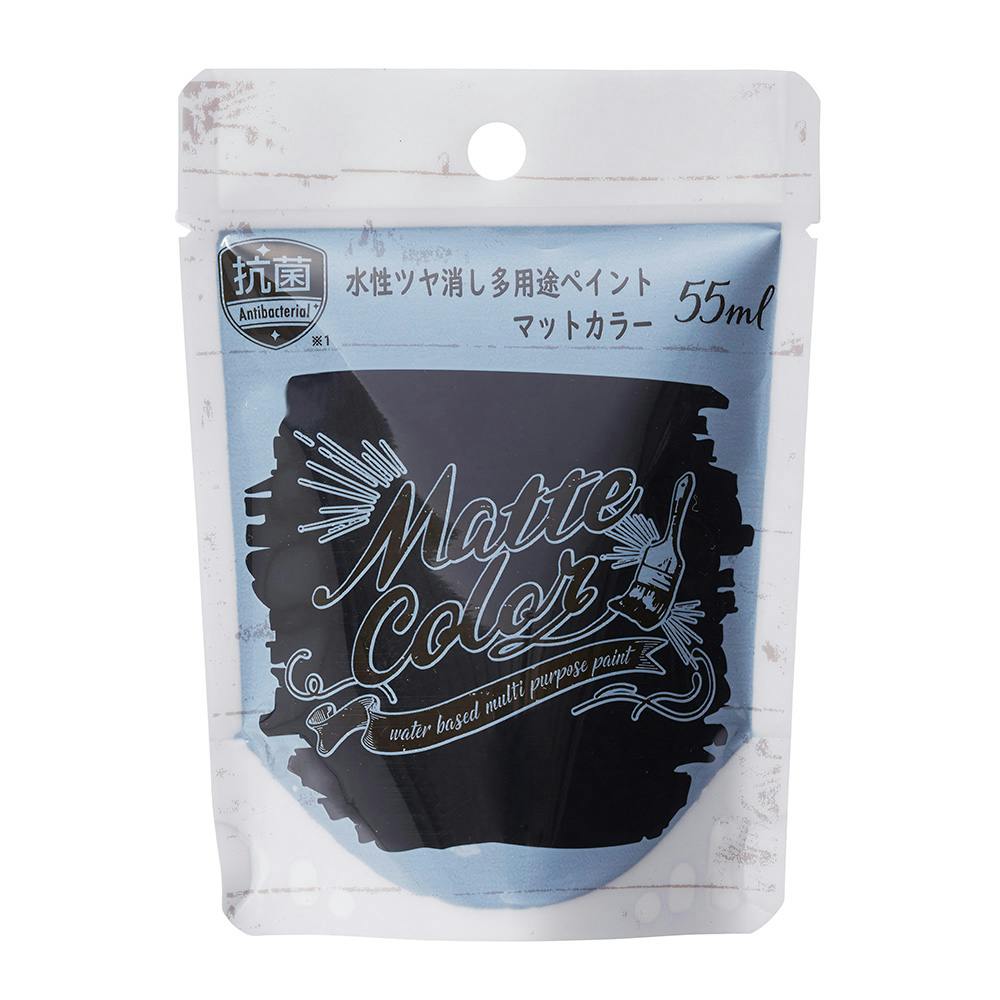 抗菌
Antibacterial
※1
水性ツヤ消し多用途ペイント
マットカラー
55ml
Matte
Color
water based multi purpose paint